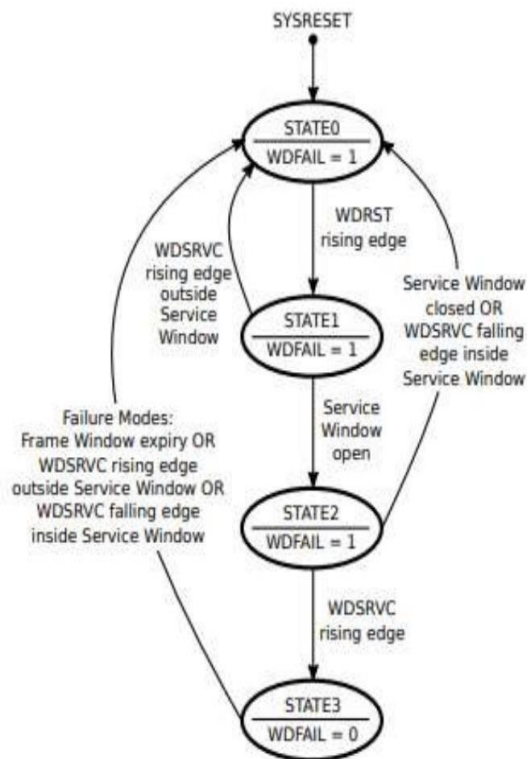 SYSRESET
STATE0
WDFAIL = 1
WDRST
rising edge
WDSRVC
rising edge
outside
Service
Window
Service Window
closed OR
WDSRVC falling
edge inside
Service Window
STATE1
WDFAIL = 1
Service
Window
open
Failure Modes:
Frame Window expiry OR
WDSRVC rising edge
outside Service Window OR
WDSRVC falling edge
inside Service Window
STATE2
WDFAIL = 1
WDSRVC
rising edge
STATE3
WDFAIL = 0